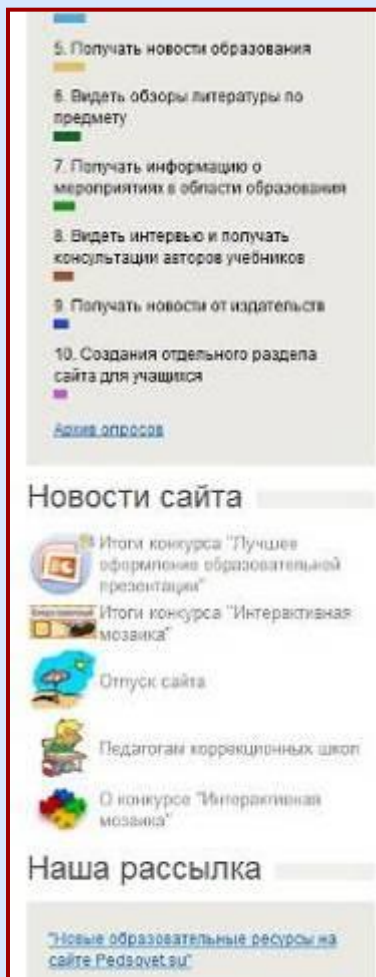 5. Получать новости образования
6. Видеть обзоры литературы по
предмету
7. Получать информацию о
мероприятиях в области образования
8. Видеть интервью и получать
консультации авторов учебников
9. Получать новости от издательств
10. Создания отдельного раздела
сайта для учащихся
Архив опросов
Новости сайта
Итоги конкурса "Лучшее
оформление образовательной
презентации"
Итоги конкурса "Интерактивная
мозаика"
Отпуск сайта
Педагогам коррекционных школ
О конкурсе "Интерактивная
мозаика"
Наша рассылка
"Новые образовательные ресурсы на
сайте Pedsovet.su"